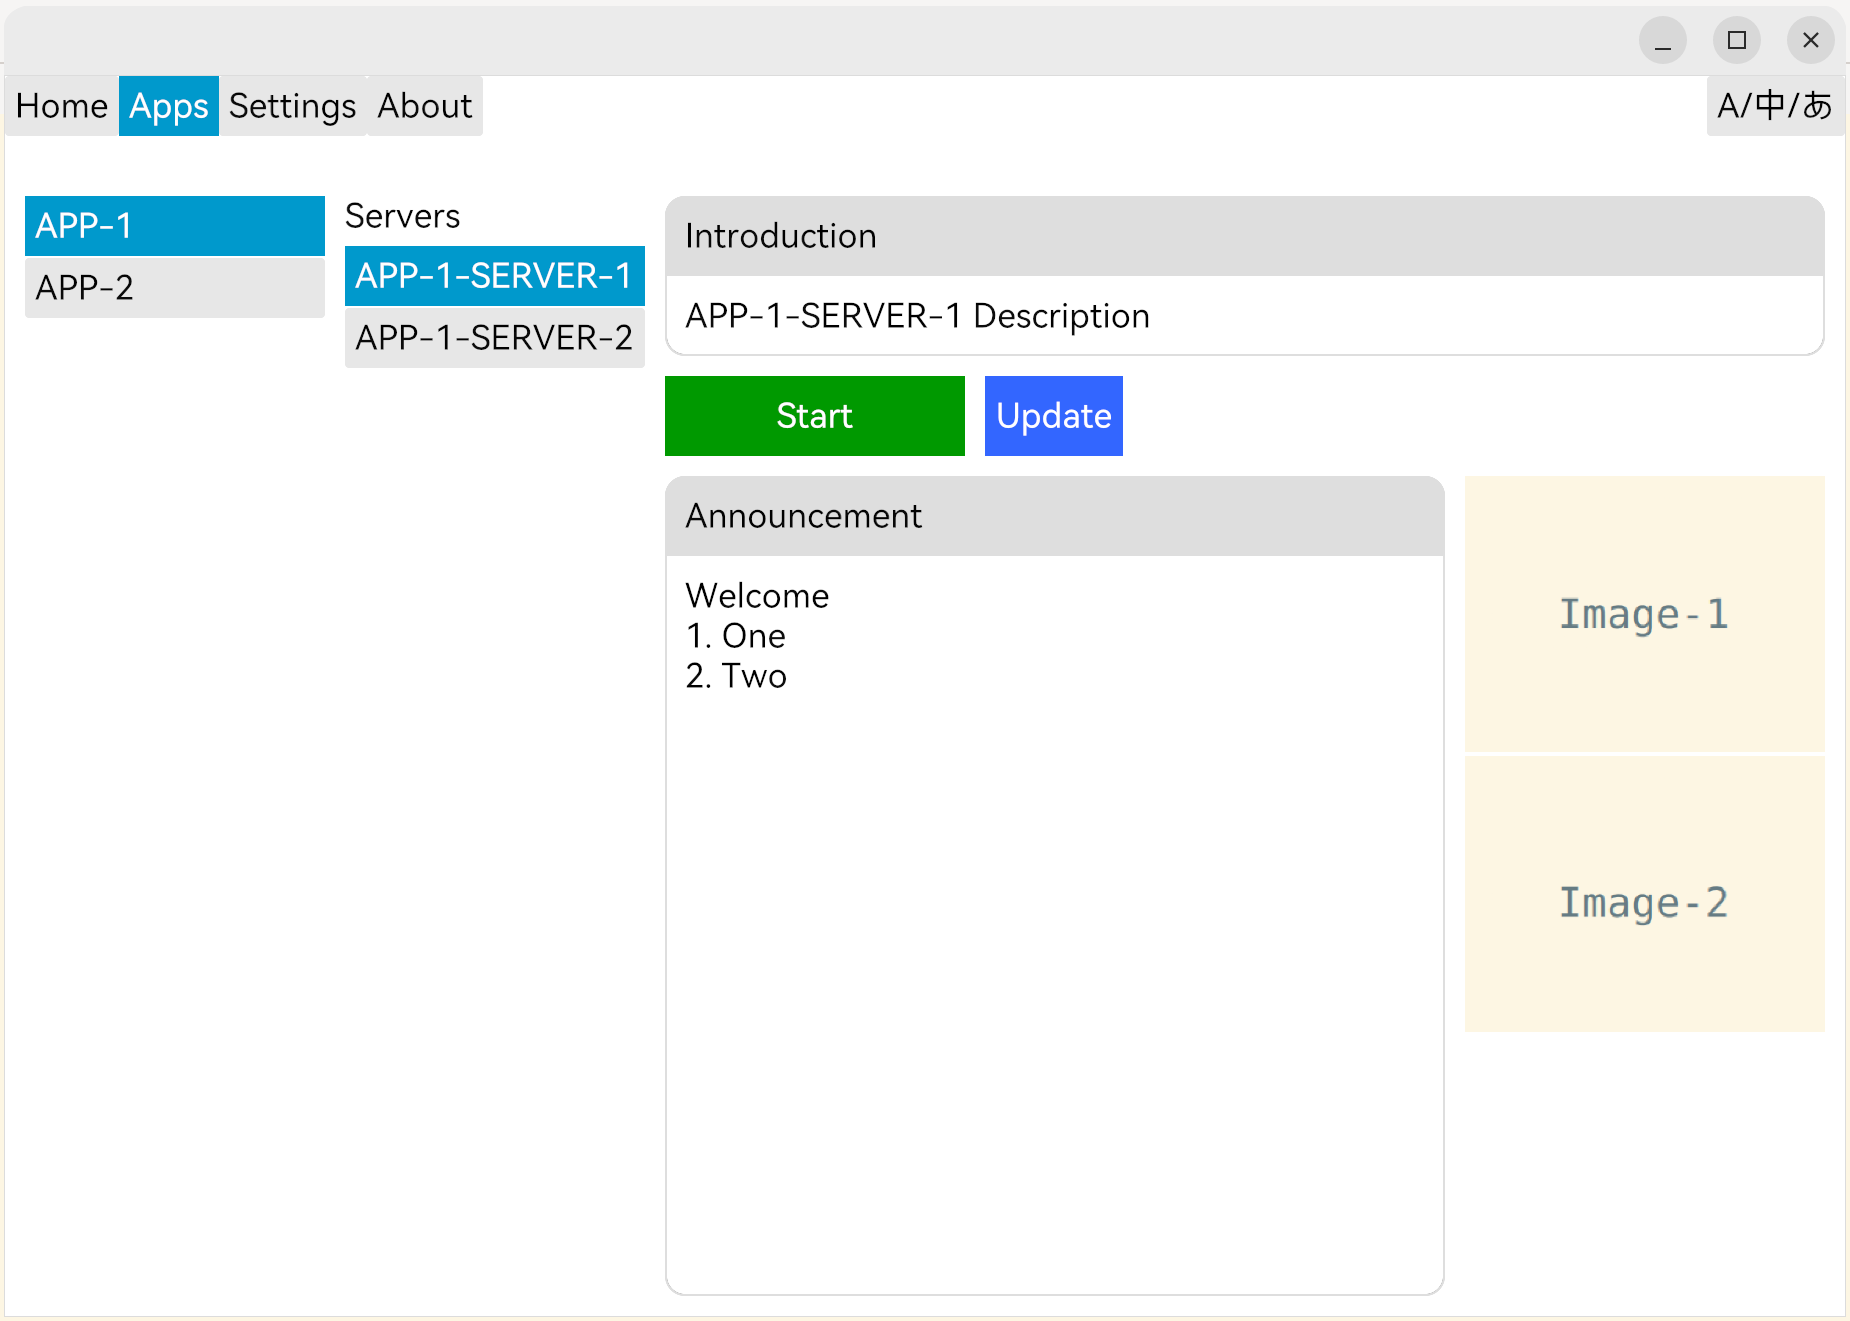 Home Apps Settings About A/中/あ
APP-1
APP-2
Servers
APP-1-SERVER-1
APP-1-SERVER-2
Introduction
APP-1-SERVER-1 Description
Start Update
Announcement
Welcome
1. One
2. Two
Image-1
Image-2